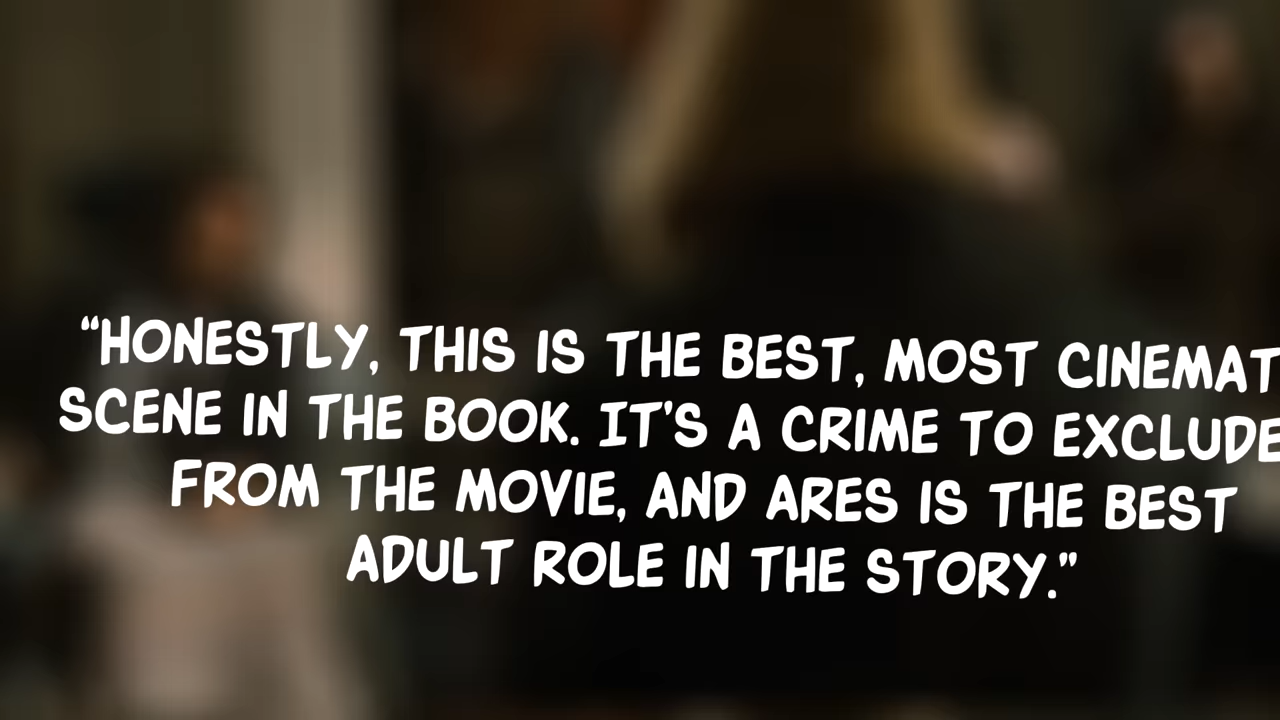 “HONESTLY, THIS IS THE BEST, MOST CINEMAT
SCENE IN THE BOOK. IT'S A CRIME TO EXCLUDE
FROM THE MOVIE, AND ARES IS THE BEST
ADULT ROLE IN THE STORY.”